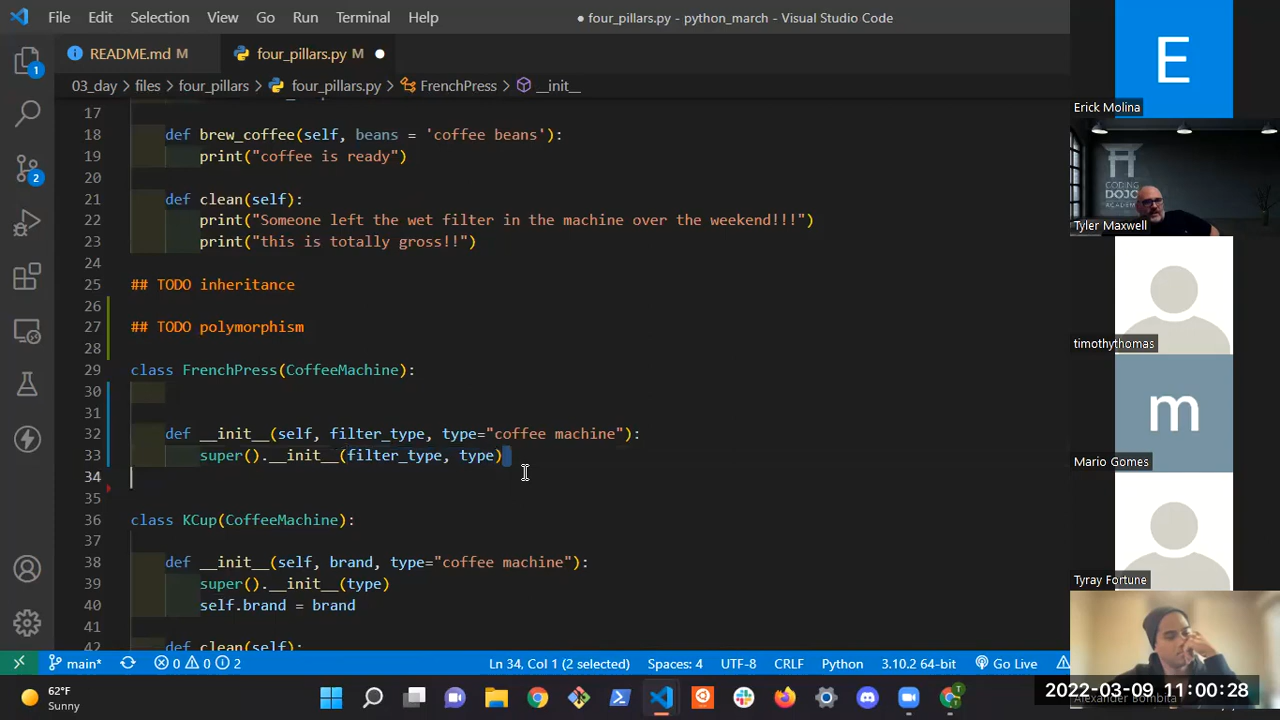 File Edit Selection View Go Run Terminal Help
● four_pillars.py - python_march - Visual Studio Code
README.md M
four_pillars.py M ●
03_day > files > four_pillars > four_pillars.py > FrenchPress > __init__
17
18 def brew_coffee(self, beans = 'coffee beans'):
19 print("coffee is ready")
20
21 def clean(self):
22 print("Someone left the wet filter in the machine over the weekend!!!")
23 print("this is totally gross!!")
24
25 ## TODO inheritance
26
27 ## TODO polymorphism
28
29 class FrenchPress(CoffeeMachine):
30
31
32 def __init__(self, filter_type, type="coffee machine"):
33 super().__init__(filter_type, type)
34
35
36 class KCup(CoffeeMachine):
37
38 def __init__(self, brand, type="coffee machine"):
39 super().__init__(type)
40 self.brand = brand
41
42 def clean(self):
1
2
main* 0 0 2 Ln 34, Col 1 (2 selected) Spaces: 4 UTF-8 CRLF Python 3.10.2 64-bit Go Live
62°F
Sunny
E
Erick Molina
CODING
DOJO
ACADEMY
Tyler Maxwell
timothythomas
m
Mario Gomes
Tyray Fortune
2022-03-09 11:00:28
Alexander Bombita